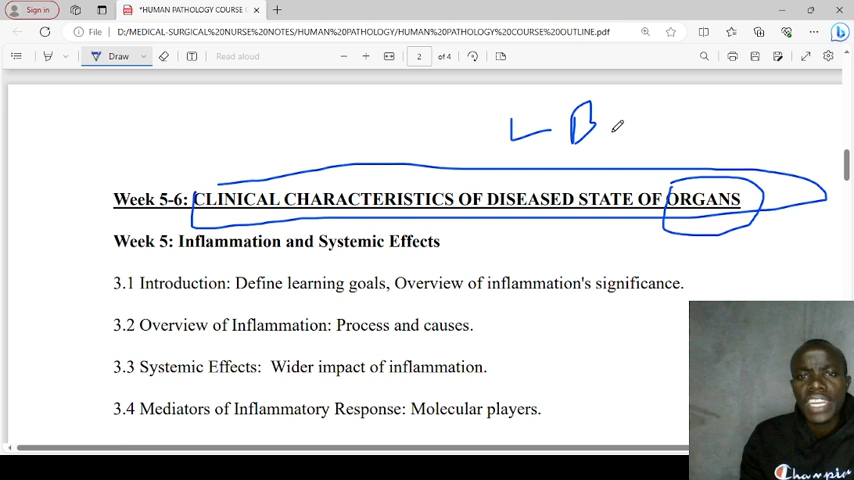 Sign in
*HUMAN PATHOLOGY COURSE
File
D:/MEDICAL-SURGICAL%20NURSE%20NOTES/HUMAN%20PATHOLOGY/HUMAN%20PATHOLOGY%20COURSE%20OUTLINE.pdf
Draw
Read aloud
2
of 4
L B
Week 5-6: CLINICAL CHARACTERISTICS OF DISEASED STATE OF ORGANS
Week 5: Inflammation and Systemic Effects
3.1 Introduction: Define learning goals, Overview of inflammation's significance.
3.2 Overview of Inflammation: Process and causes.
3.3 Systemic Effects: Wider impact of inflammation.
3.4 Mediators of Inflammatory Response: Molecular players.
Champion